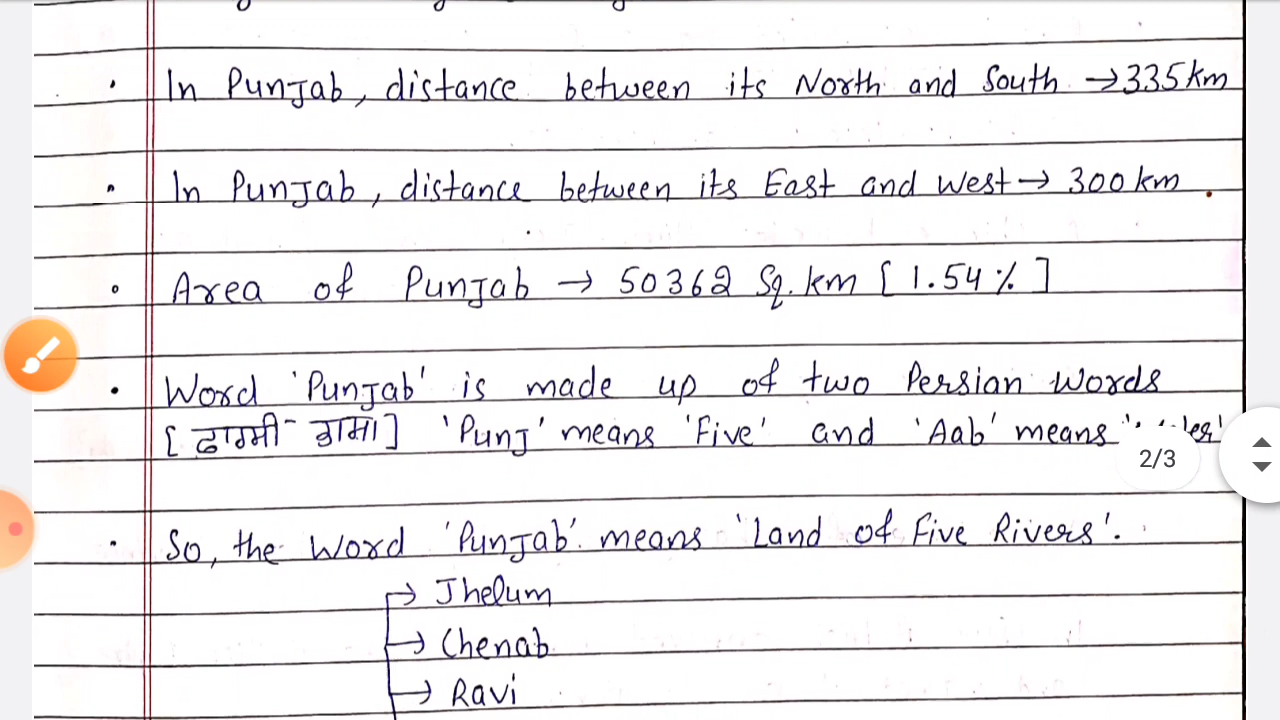 In Punjab, distance between its North and South → 335 km
In Punjab, distance between its East and West → 300 km
Area of Punjab → 50362 Sq. km [ 1.54 % ]
Word 'Punjab' is made up of two Persian words
'Punj' means 'Five' and 'Aab' means
2/3
So, the word 'Punjab' means 'Land of Five Rivers'.
→ Jhelum
→ Chenab
→ Ravi